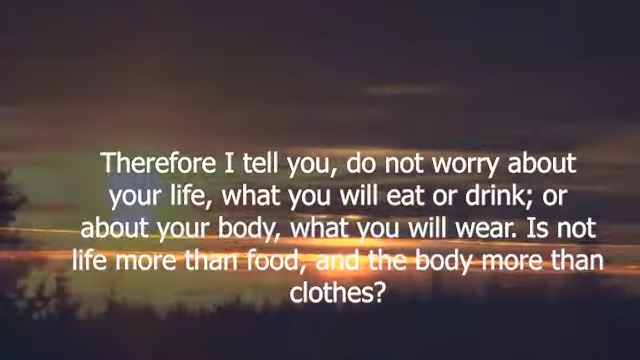 Therefore I tell you, do not worry about
your life, what you will eat or drink; or
about your body, what you will wear. Is not
life more than food, and the body more than
clothes?